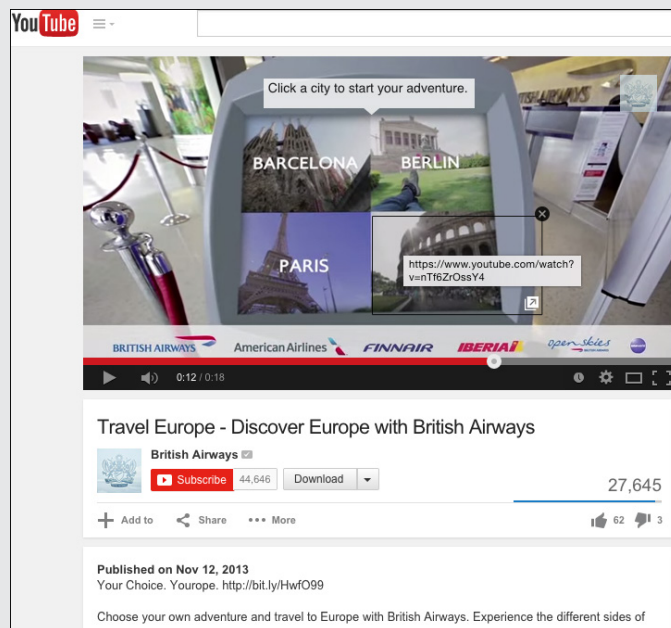 YouTube
Click a city to start your adventure.
BARCELONA
BERLIN
PARIS
https://www.youtube.com/watch?
v=nTf6ZrOssY4
BRITISH AIRWAYS AmericanAirlines FINNAIR IBERIA openskies
0:12 / 0:18
Travel Europe - Discover Europe with British Airways
British Airways
Subscribe 44,646 Download
27,645
Add to Share More 62 3
Published on Nov 12, 2013
Your Choice. Yourope. http://bit.ly/HwfO99
Choose your own adventure and travel to Europe with British Airways. Experience the different sides of